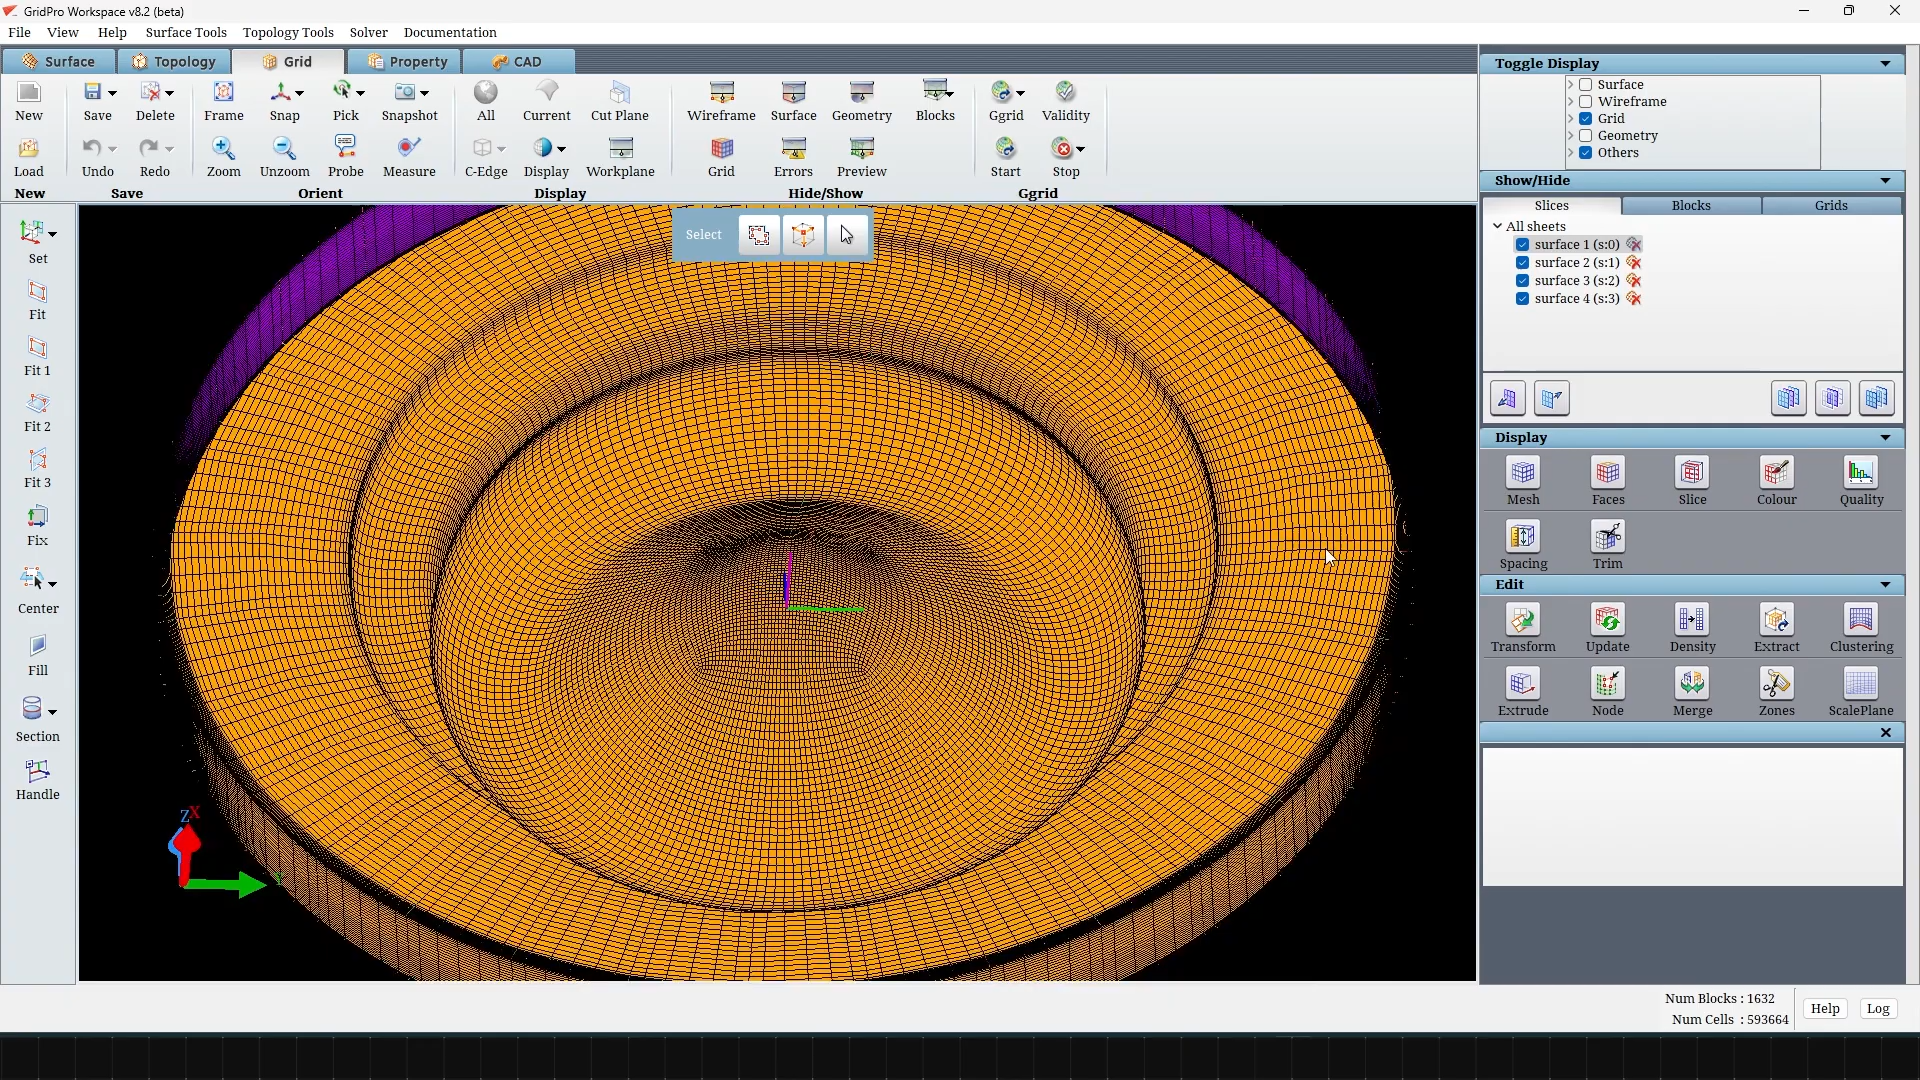 GridPro Workspace v8.2 (beta)
File View Help Surface Tools Topology Tools Solver Documentation
Surface Topology Grid Property CAD
New Save Delete Frame Snap Pick Snapshot All Current Cut Plane Wireframe Surface Geometry Blocks Ggrid Validity
Load Undo Redo Zoom Unzoom Probe Measure C-Edge Display Workplane Grid Errors Preview Start Stop
New Save Orient Display Hide/Show Ggrid
Set
Fit
Fit 1
Fit 2
Fit 3
Fix
Center
Fill
Section
Handle
Select
ZX
Y
Toggle Display
Surface
Wireframe
Grid
Geometry
Others
Show/Hide
Slices Blocks Grids
All sheets
surface 1 (s:0)
surface 2 (s:1)
surface 3 (s:2)
surface 4 (s:3)
Display
Mesh Faces Slice Colour Quality
Spacing Trim
Edit
Transform Update Density Extract Clustering
Extrude Node Merge Zones ScalePlane
Num Blocks : 1632
Num Cells : 593664
Help Log